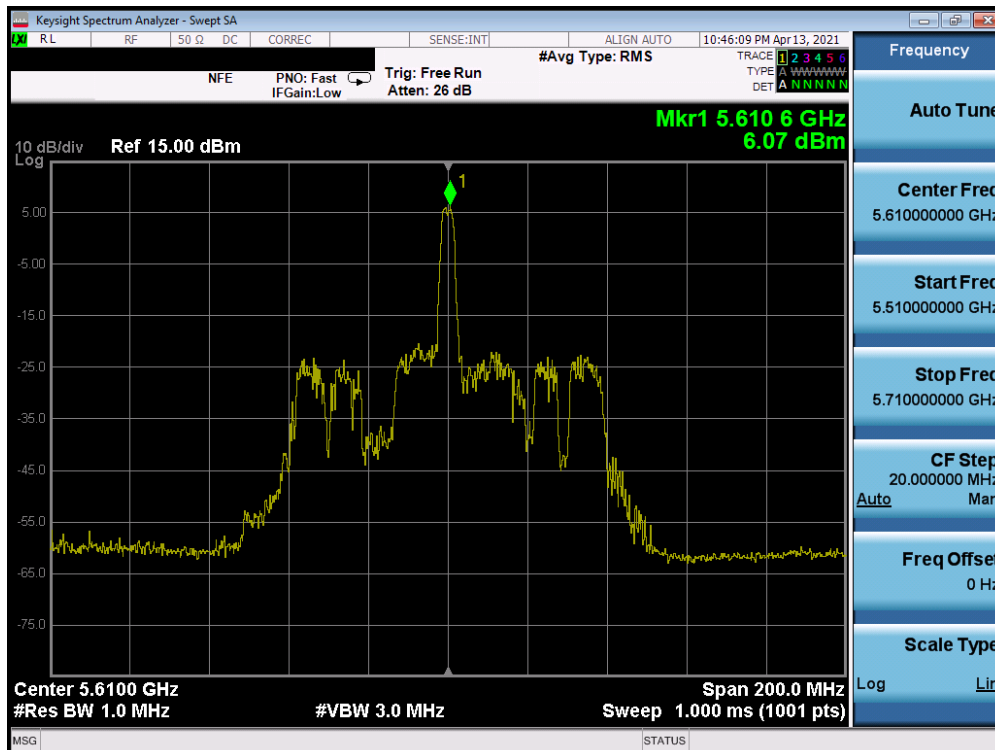 Keysight Spectrum Analyzer - Swept SA
LXI RL RF 50 Ω DC CORREC SENSE:INT ALIGN AUTO 10:46:09 PM Apr 13, 2021
NFE PNO: Fast IFGain:Low
Trig: Free Run
Atten: 26 dB
#Avg Type: RMS
TRACE 1 2 3 4 5 6
TYPE A WWWWW
DET A N N N N N
Mkr1 5.610 6 GHz
6.07 dBm
10 dB/div Ref 15.00 dBm
Log
1
5.00
-5.00
-15.0
-25.0
-35.0
-45.0
-55.0
-65.0
-75.0
Center 5.6100 GHz Span 200.0 MHz
#Res BW 1.0 MHz #VBW 3.0 MHz Sweep 1.000 ms (1001 pts)
MSG STATUS
Frequency
Auto Tune
Center Freq
5.610000000 GHz
Start Freq
5.510000000 GHz
Stop Freq
5.710000000 GHz
CF Step
20.000000 MHz
Auto Man
Freq Offset
0 Hz
Scale Type
Log Lin